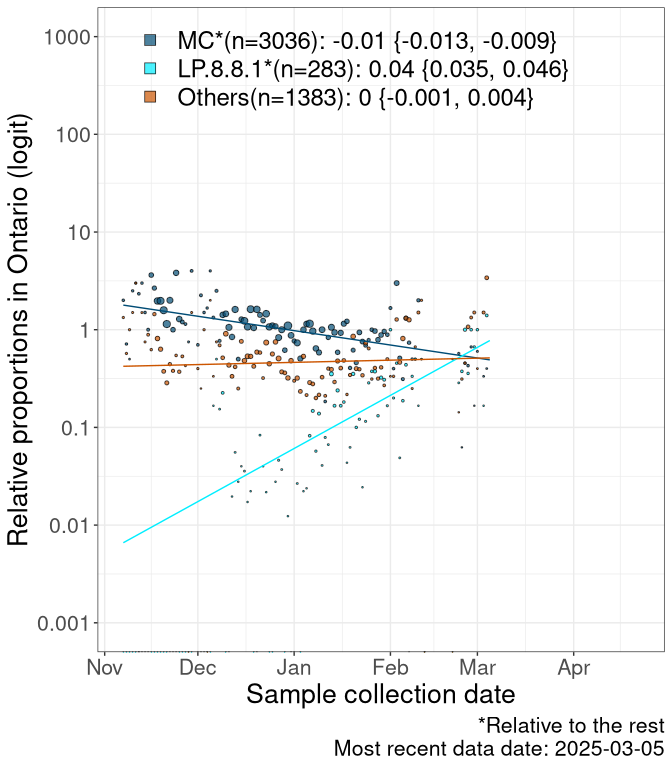 Relative proportions in Ontario (logit)
MC*(n=3036): -0.01 {-0.013, -0.009}
LP.8.8.1*(n=283): 0.04 {0.035, 0.046}
Others(n=1383): 0 {-0.001, 0.004}
1000
100
10
1
0.1
0.01
0.001
Nov Dec Jan Feb Mar Apr
Sample collection date
*Relative to the rest
Most recent data date: 2025-03-05